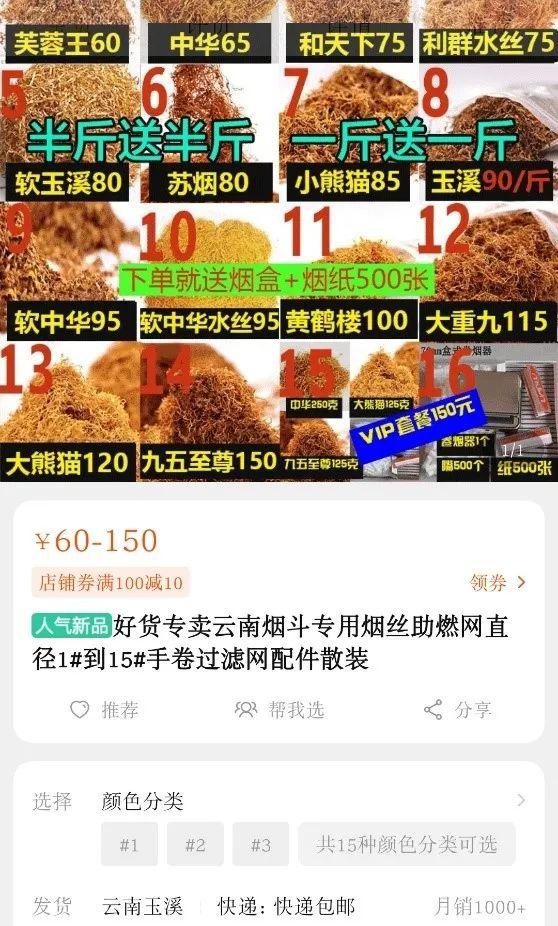 芙蓉王60
中华65
和天下75
利群水丝75
5
6
7
8
半斤送半斤
一斤送一斤
软玉溪80
苏烟80
小熊猫85
玉溪90/斤
9
10
11
12
下单就送烟盒+烟纸500张
软中华95
软中华水丝95
黄鹤楼100
大重九115
13
14
15
16
中华250克
大熊猫125克
VIP套餐150元
卷烟器1个
1/1
大熊猫120
九五至尊150
九五至尊125克
嘴500个
纸500张
¥60-150
店铺券满100减10
领券
人气新品 好货专卖云南烟斗专用烟丝助燃网直
径1#到15#手卷过滤网配件散装
推荐
帮我选
分享
选择
颜色分类
#1
#2
#3
共15种颜色分类可选
发货
云南玉溪
快递: 快递包邮
月销1000+